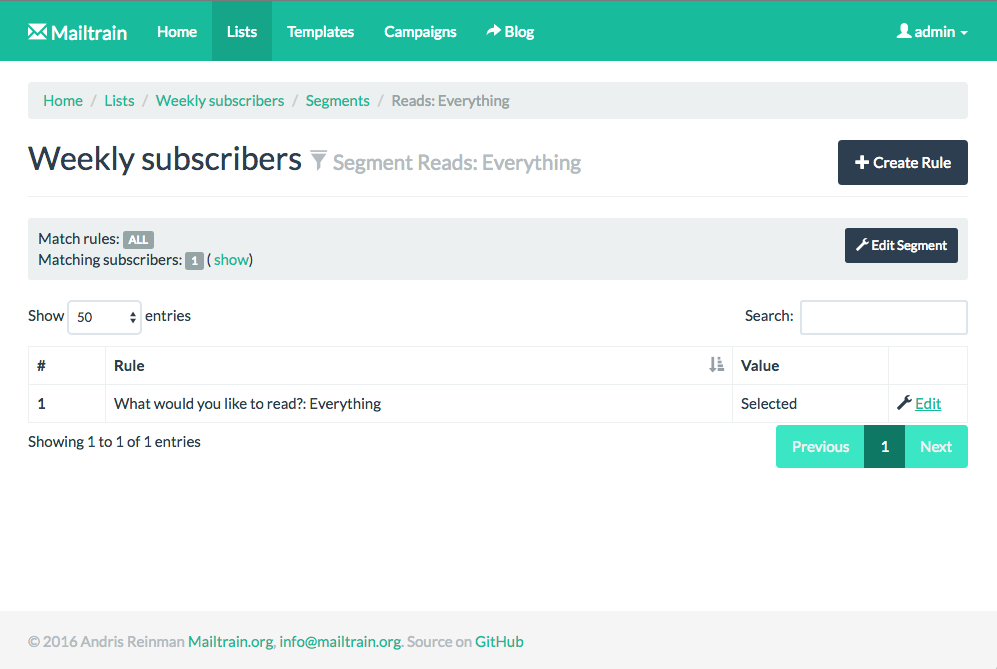 Mailtrain Home Lists Templates Campaigns Blog admin
Home / Lists / Weekly subscribers / Segments / Reads: Everything
Weekly subscribers Segment Reads: Everything
Create Rule
Match rules: ALL
Matching subscribers: 1 ( show)
Edit Segment
Show 50 entries Search:
# Rule Value
1 What would you like to read?: Everything Selected Edit
Showing 1 to 1 of 1 entries
Previous 1 Next
© 2016 Andris Reinman Mailtrain.org, info@mailtrain.org. Source on GitHub